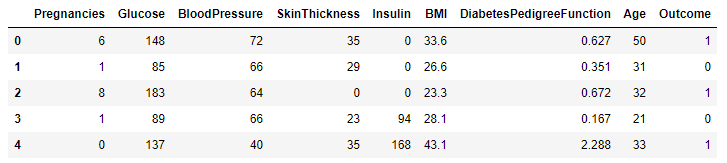 Pregnancies Glucose BloodPressure SkinThickness Insulin BMI DiabetesPedigreeFunction Age Outcome
0 6 148 72 35 0 33.6 0.627 50 1
1 1 85 66 29 0 26.6 0.351 31 0
2 8 183 64 0 0 23.3 0.672 32 1
3 1 89 66 23 94 28.1 0.167 21 0
4 0 137 40 35 168 43.1 2.288 33 1